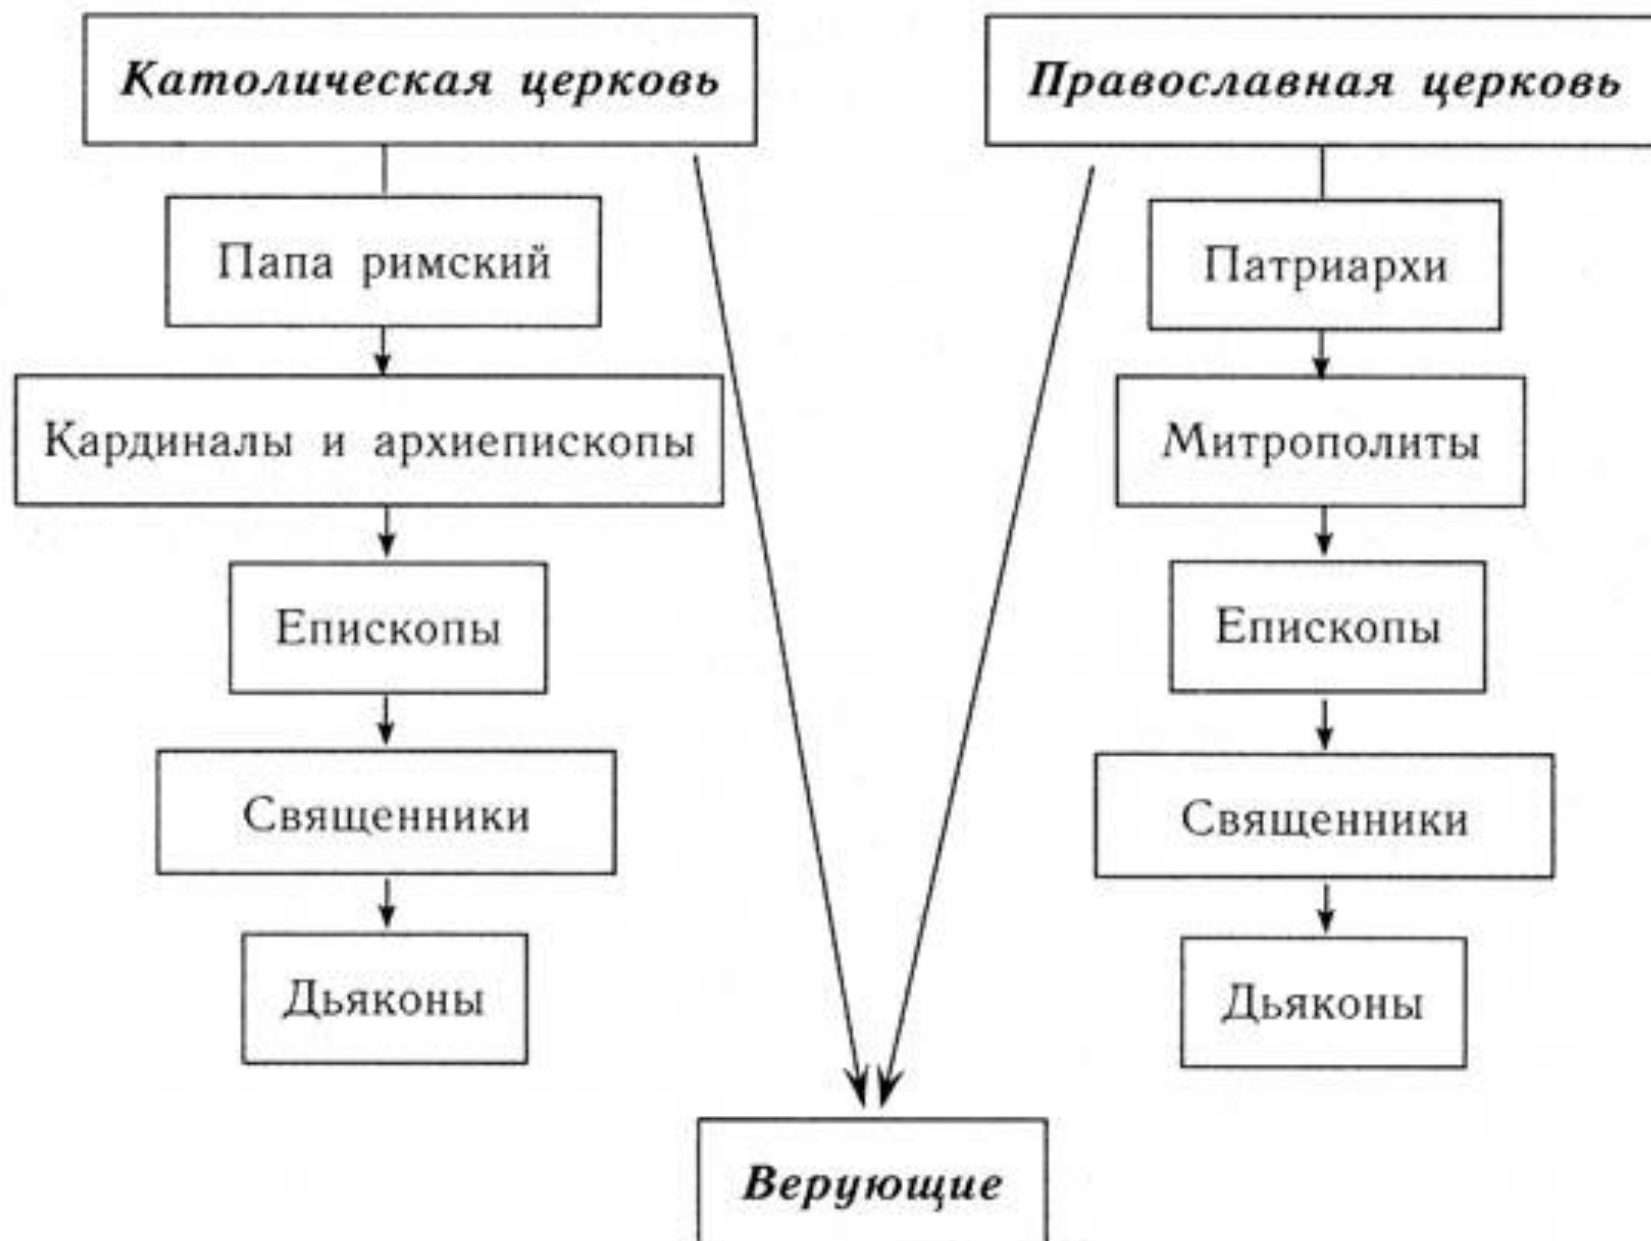 Католическая церковь
Православная церковь
Папа римский
Патриархи
Кардиналы и архиепископы
Митрополиты
Епископы
Епископы
Священники
Священники
Дьяконы
Дьяконы
Верующие